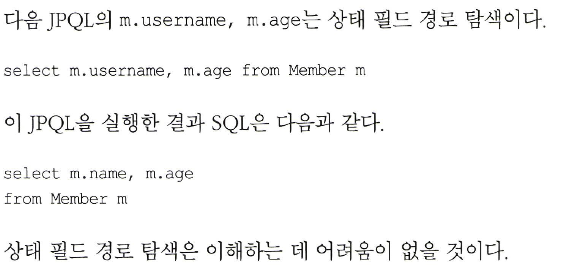 다음 JPQL의 m.username, m.age는 상태 필드 경로 탐색이다.
select m.username, m.age from Member m
이 JPQL을 실행한 결과 SQL은 다음과 같다.
select m.name, m.age
from Member m
상태 필드 경로 탐색은 이해하는 데 어려움이 없을 것이다.